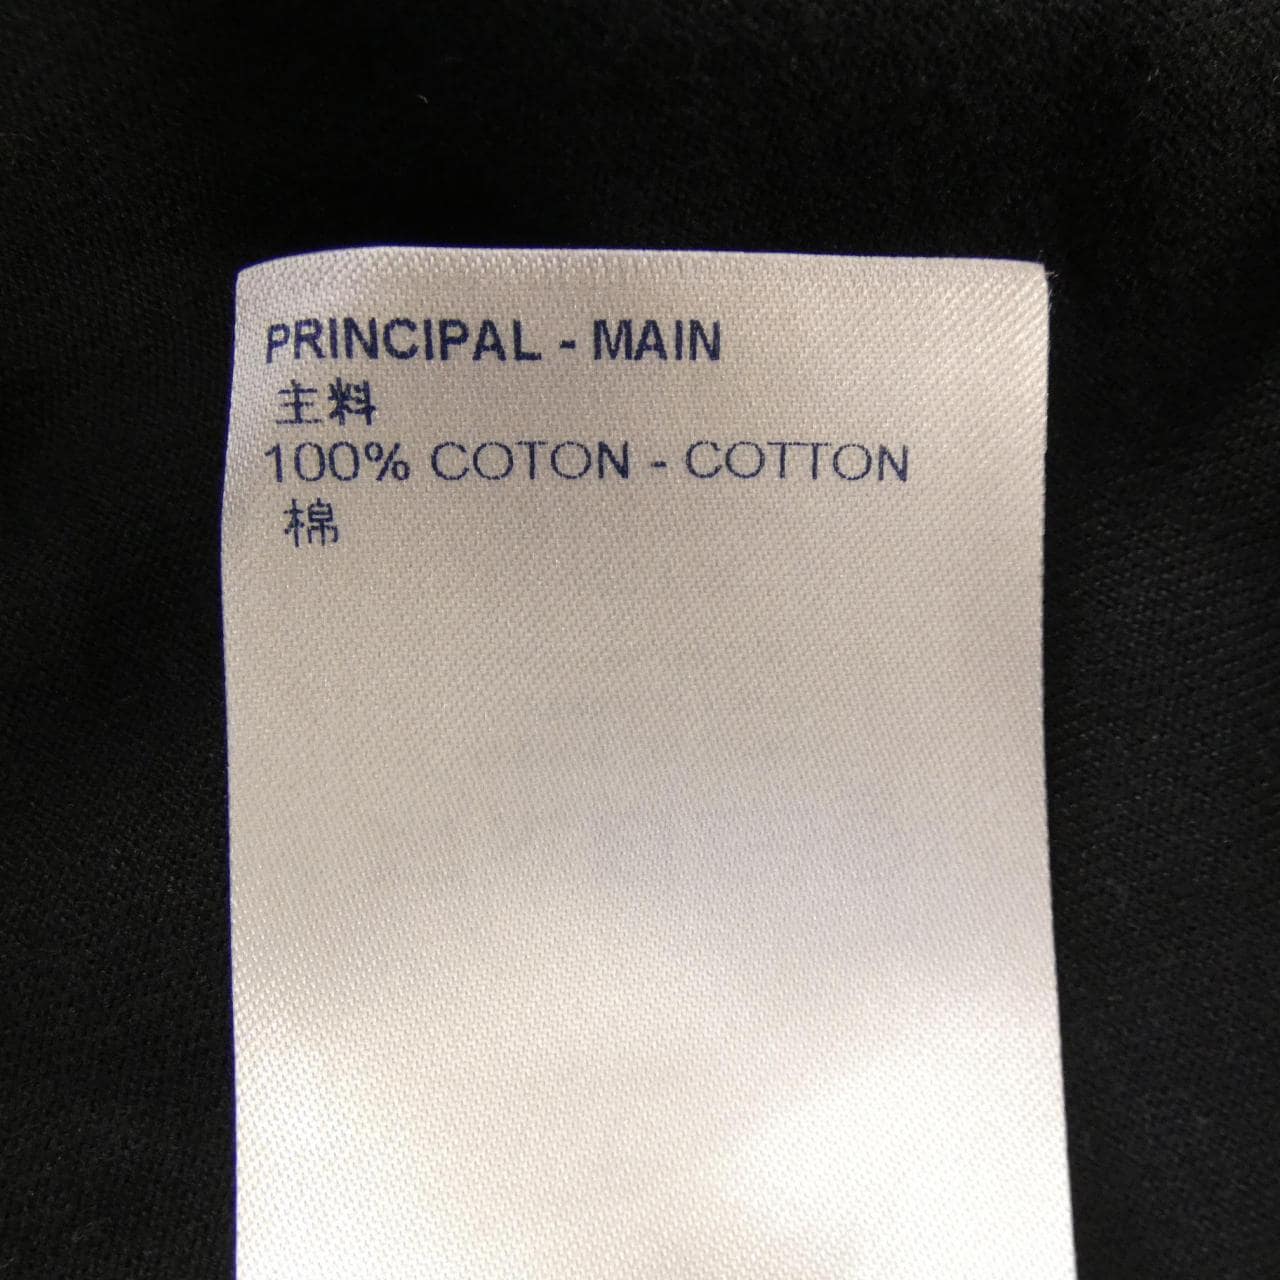 PRINCIPAL - MAIN
主料
100% COTON - COTTON
棉